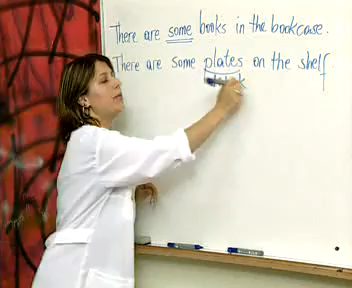 There are some books in the bookcase.
There are some plates on the shelf